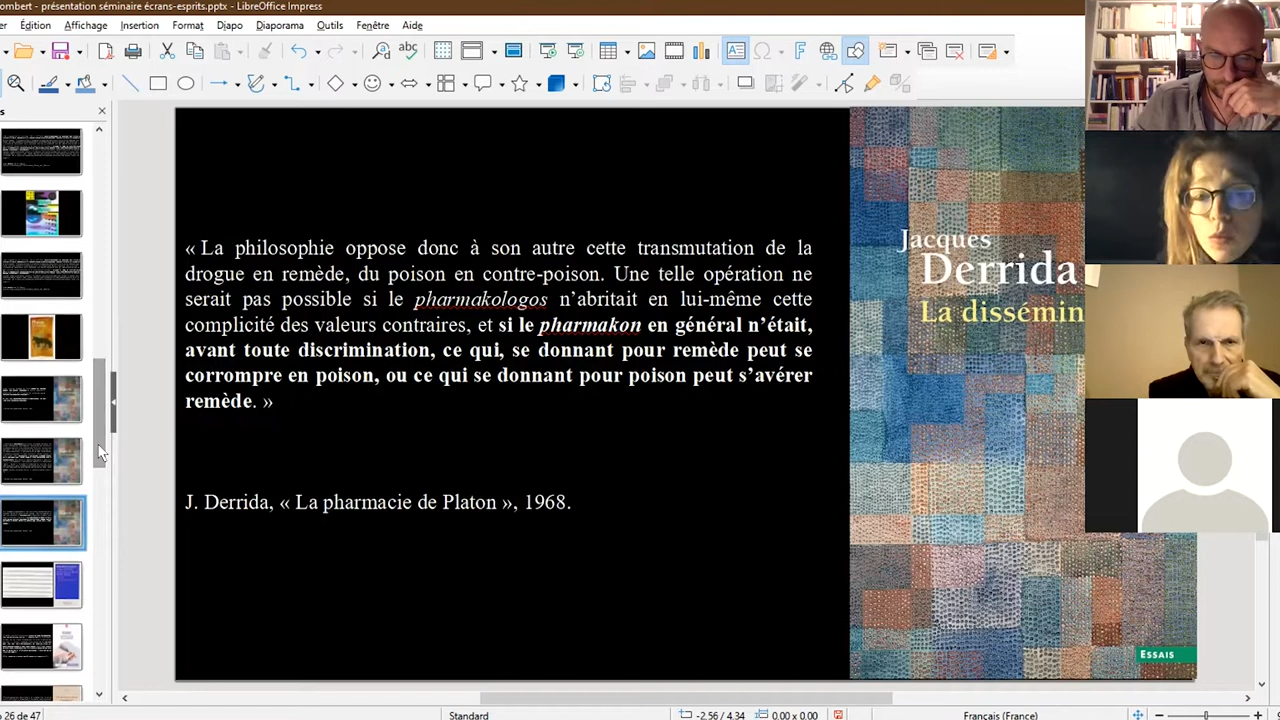 ombert - présentation séminaire écrans-esprits.pptx - LibreOffice Impress
er Édition Affichage Insertion Format Diapo Diaporama Outils Fenêtre Aide
abc
s
« La philosophie oppose donc à son autre cette transmutation de la
drogue en remède, du poison en contre-poison. Une telle opération ne
serait pas possible si le pharmakologos n’abritait en lui-même cette
complicité des valeurs contraires, et si le pharmakon en général n’était,
avant toute discrimination, ce qui, se donnant pour remède peut se
corrompre en poison, ou ce qui se donnant pour poison peut s’avérer
remède. »
J. Derrida, « La pharmacie de Platon », 1968.
Jacques
Derrida
La dissémin
ESSAIS
26 de 47 Standard -2.56 / 4.34 0.00 x 0.00 Français (France)